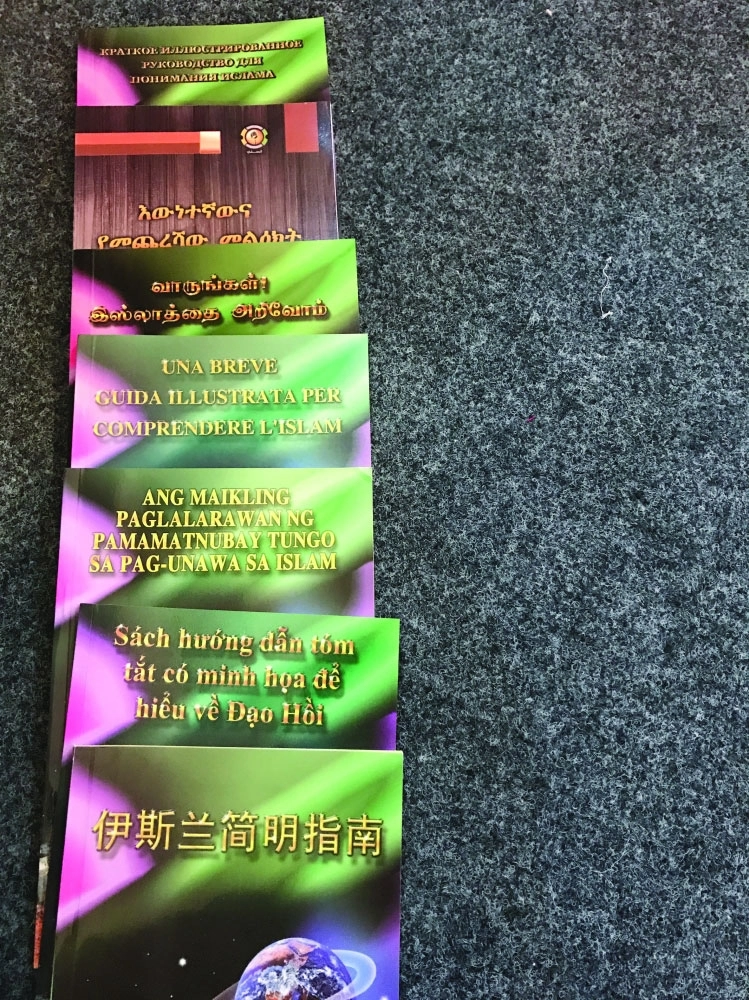 КРАТКОЕ ИЛЛЮСТРИРОВАННОЕ
РУКОВОДСТВО ДЛЯ
ПОНИМАНИЯ ИСЛАМА
እውነተኛውና
የመጨረሻው መልዕክት
வாருங்கள்!
இஸ்லாத்தை அறிவோம்
UNA BREVE
GUIDA ILLUSTRATA PER
COMPRENDERE L'ISLAM
ANG MAIKLING
PAGLALARAWAN NG
PAMAMATNUBAY TUNGO
SA PAG-UNAWA SA ISLAM
Sách hướng dẫn tóm
tắt có minh họa để
hiểu về Đạo Hồi
伊斯兰简明指南